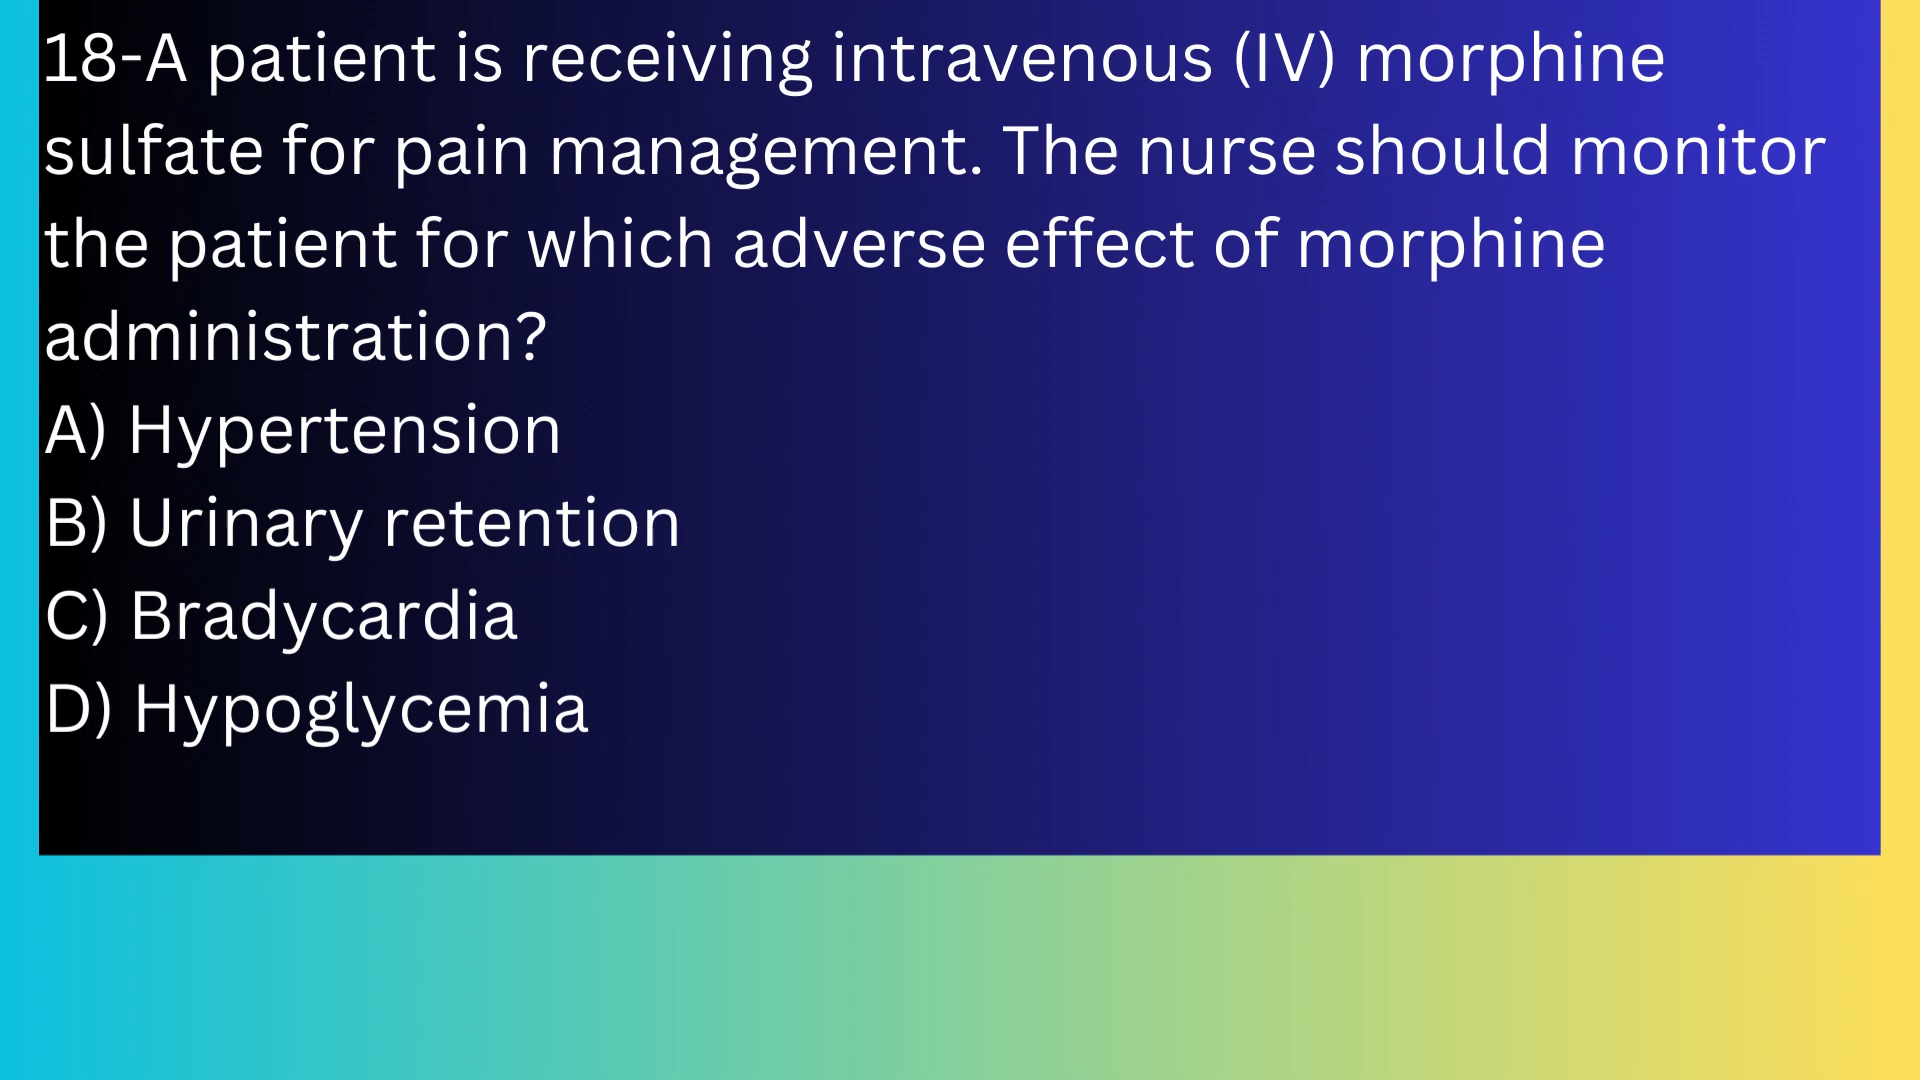 18-A patient is receiving intravenous (IV) morphine
sulfate for pain management. The nurse should monitor
the patient for which adverse effect of morphine
administration?
A) Hypertension
B) Urinary retention
C) Bradycardia
D) Hypoglycemia